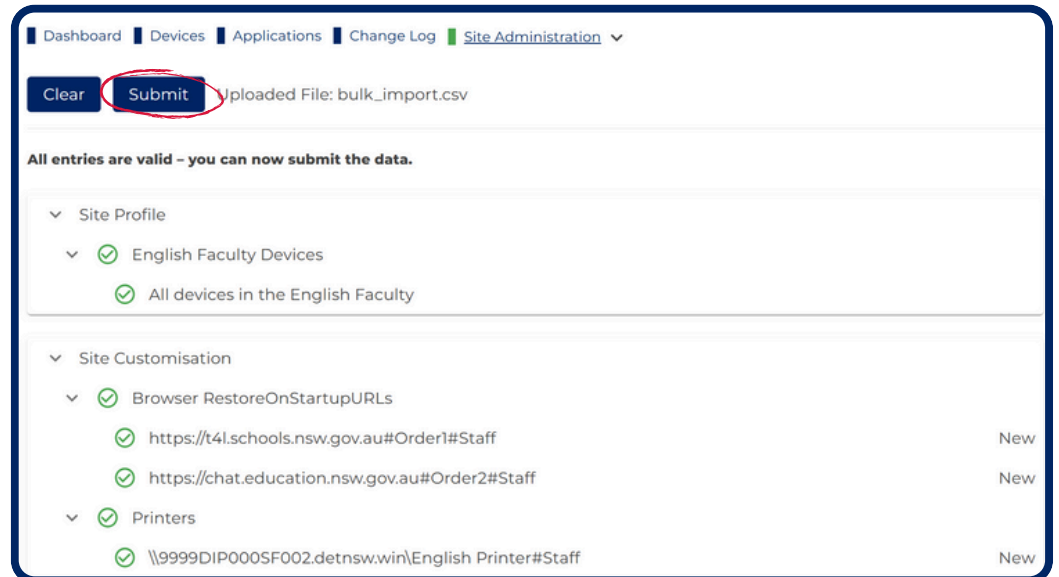 Dashboard Devices Applications Change Log Site Administration
Clear Submit Uploaded File: bulk_import.csv
All entries are valid – you can now submit the data.
Site Profile
English Faculty Devices
All devices in the English Faculty
Site Customisation
Browser RestoreOnStartupURLs
https://t4l.schools.nsw.gov.au#Order1#Staff New
https://chat.education.nsw.gov.au#Order2#Staff New
Printers
\\9999DIP000SF002.detnsw.win\English Printer#Staff New